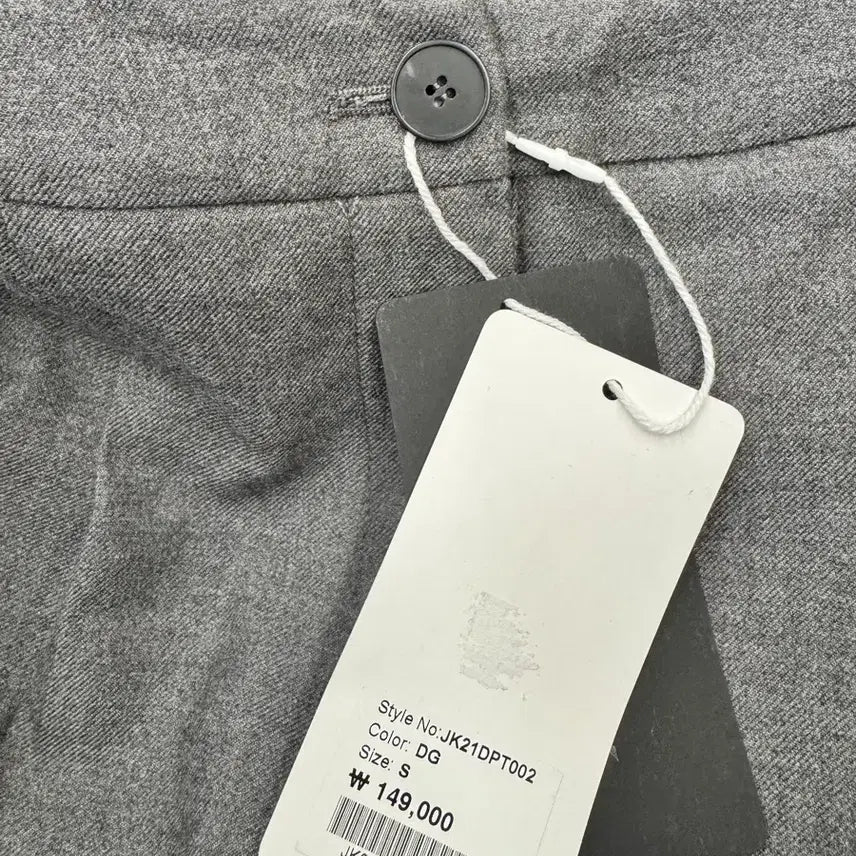 Style No:JK21DPT002
Color: DG
Size: S
₩ 149,000